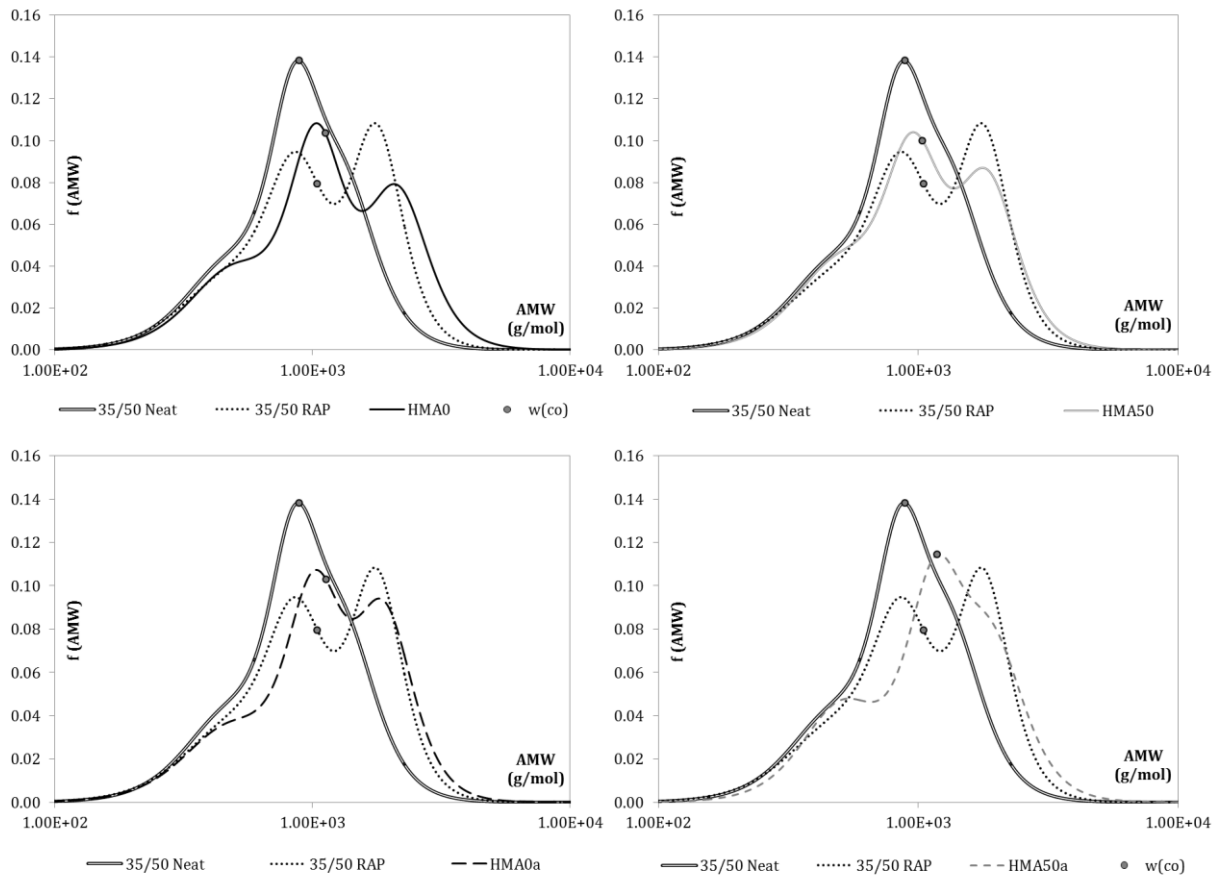 0.16
0.14
0.12
0.10
0.08
0.06
0.04
0.02
0.00
f (AMW)
AMW
(g/mol)
1.00E+02 1.00E+03 1.00E+04
35/50 Neat 35/50 RAP HMA0 w(co)
0.16
0.14
0.12
0.10
0.08
0.06
0.04
0.02
0.00
f (AMW)
AMW
(g/mol)
1.00E+02 1.00E+03 1.00E+04
35/50 Neat 35/50 RAP HMA50
0.16
0.14
0.12
0.10
0.08
0.06
0.04
0.02
0.00
f (AMW)
AMW
(g/mol)
1.00E+02 1.00E+03 1.00E+04
35/50 Neat 35/50 RAP HMA0a
0.16
0.14
0.12
0.10
0.08
0.06
0.04
0.02
0.00
f (AMW)
AMW
(g/mol)
1.00E+02 1.00E+03 1.00E+04
35/50 Neat 35/50 RAP HMA50a w(co)